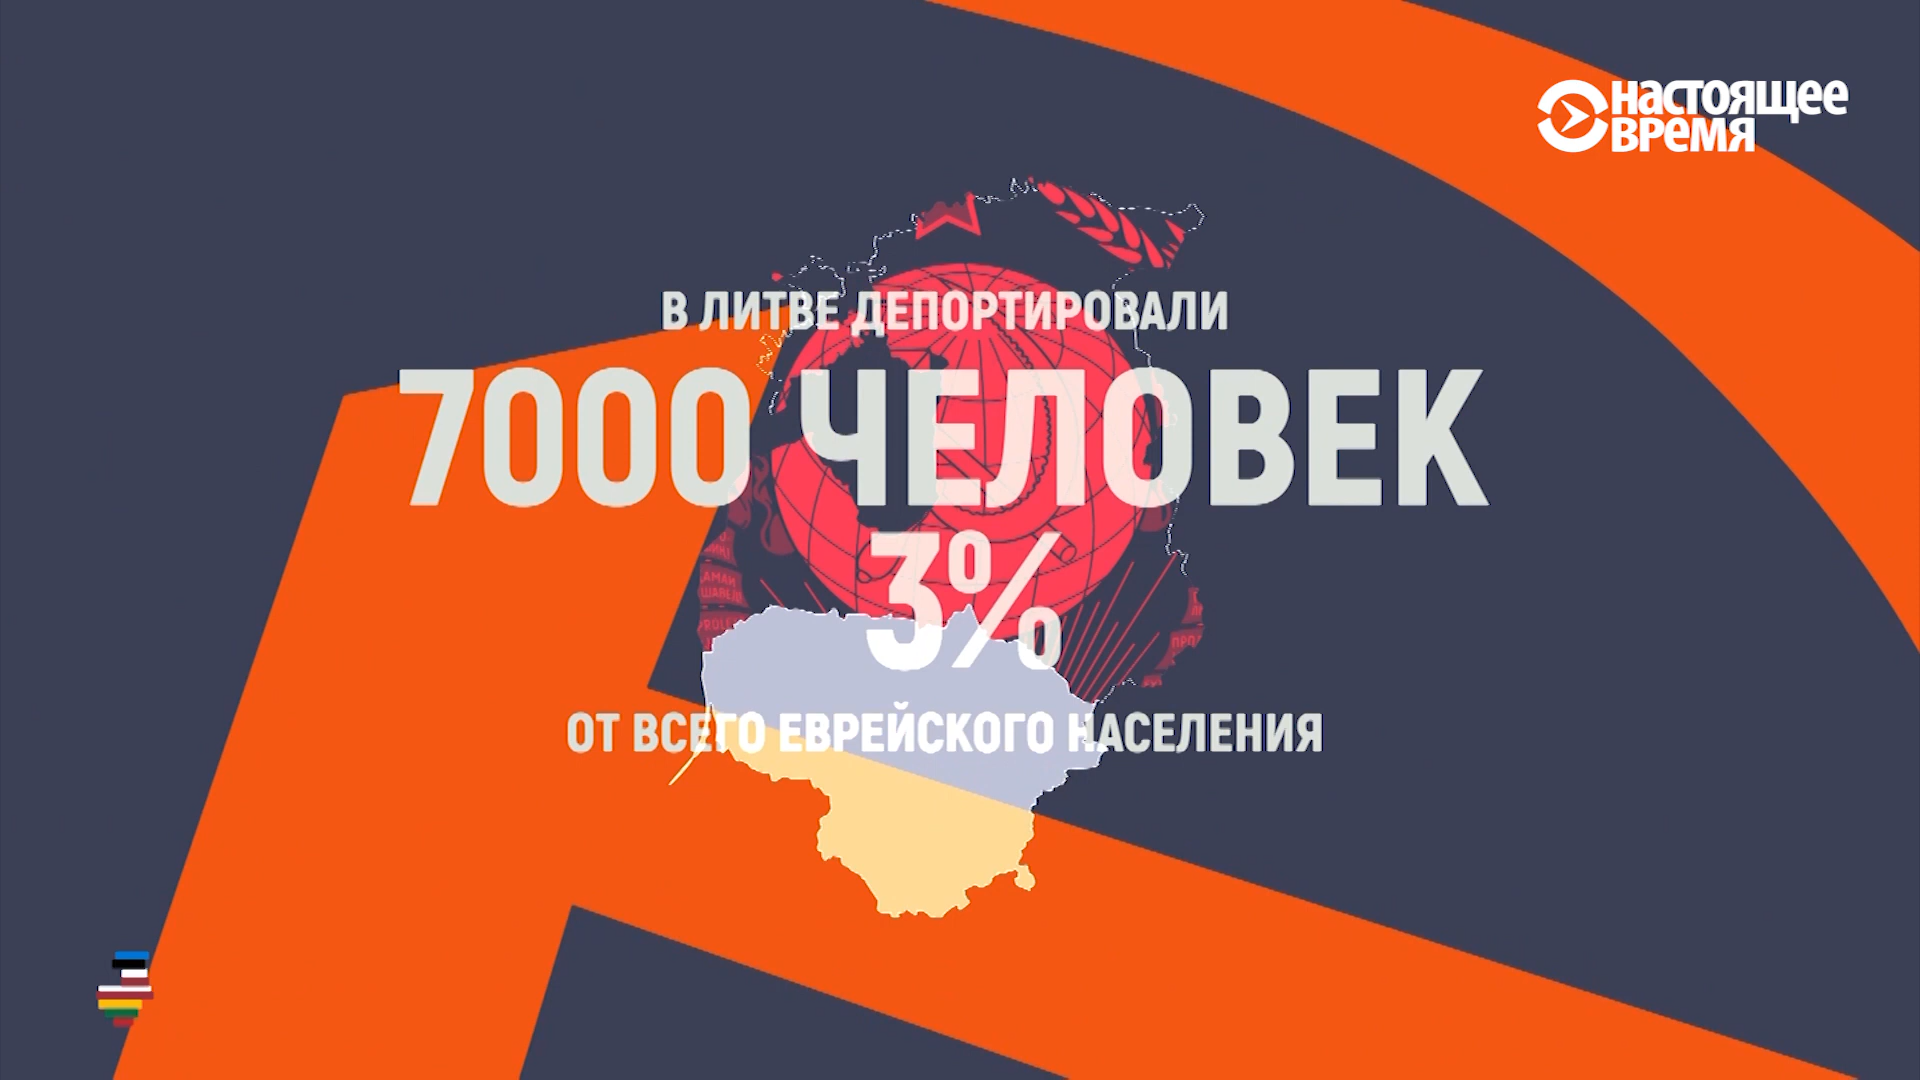 НАСТОЯЩЕЕ
ВРЕМЯ
В ЛИТВЕ ДЕПОРТИРОВАЛИ
7000 ЧЕЛОВЕК
3%
ОТ ВСЕГО ЕВРЕЙСКОГО НАСЕЛЕНИЯ